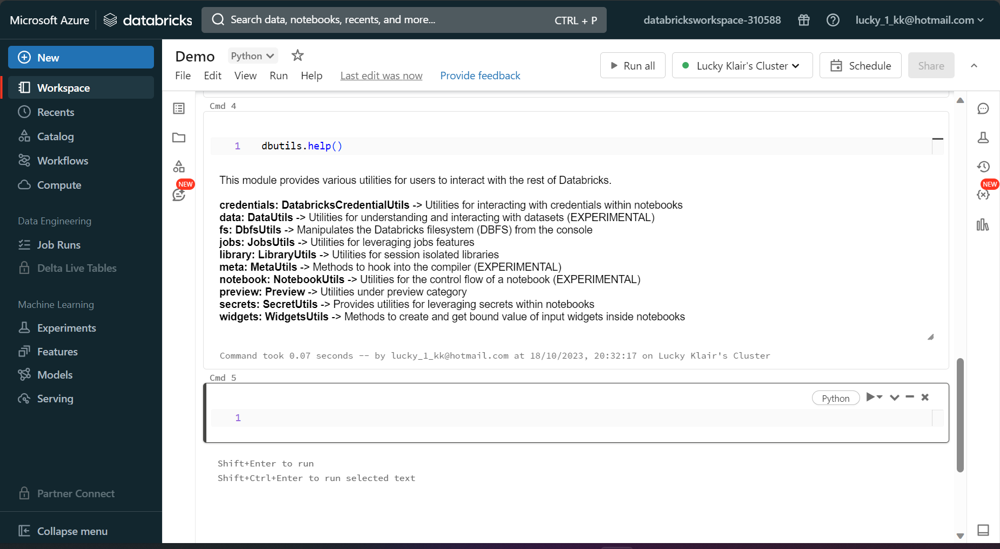 Microsoft Azure databricks Search data, notebooks, recents, and more... CTRL + P databricksworkspace-310588 lucky_1_kk@hotmail.com
New
Workspace
Recents
Catalog
Workflows
Compute
Data Engineering
Job Runs
Delta Live Tables
Machine Learning
Experiments
Features
Models
Serving
Partner Connect
Collapse menu
Demo Python
File Edit View Run Help Last edit was now Provide feedback
Run all Lucky Klair's Cluster Schedule Share
NEW
NEW
Cmd 4
1 dbutils.help()
This module provides various utilities for users to interact with the rest of Databricks.
credentials: DatabricksCredentialUtils -> Utilities for interacting with credentials within notebooks
data: DataUtils -> Utilities for understanding and interacting with datasets (EXPERIMENTAL)
fs: DbfsUtils -> Manipulates the Databricks filesystem (DBFS) from the console
jobs: JobsUtils -> Utilities for leveraging jobs features
library: LibraryUtils -> Utilities for session isolated libraries
meta: MetaUtils -> Methods to hook into the compiler (EXPERIMENTAL)
notebook: NotebookUtils -> Utilities for the control flow of a notebook (EXPERIMENTAL)
preview: Preview -> Utilities under preview category
secrets: SecretUtils -> Provides utilities for leveraging secrets within notebooks
widgets: WidgetsUtils -> Methods to create and get bound value of input widgets inside notebooks
Command took 0.07 seconds -- by lucky_1_kk@hotmail.com at 18/10/2023, 20:32:17 on Lucky Klair's Cluster
Cmd 5
Python
1
Shift+Enter to run
Shift+Ctrl+Enter to run selected text